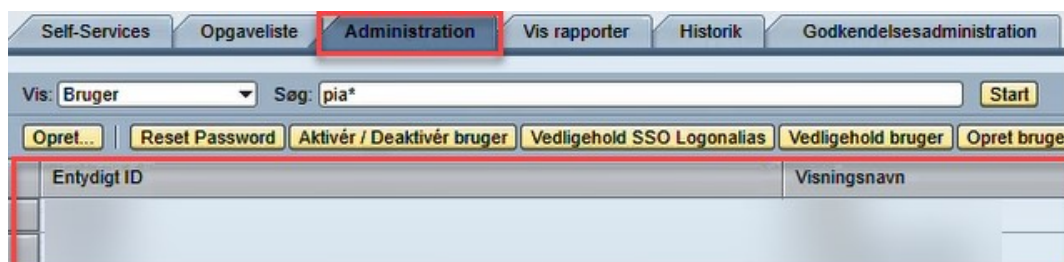 Self-Services Opgaveliste Administration Vis rapporter Historik Godkendelsesadministration
Vis: Bruger Søg: pia* Start
Opret... Reset Password Aktivér / Deaktivér bruger Vedligehold SSO Logonalias Vedligehold bruger Opret bruge
Entydigt ID Visningsnavn